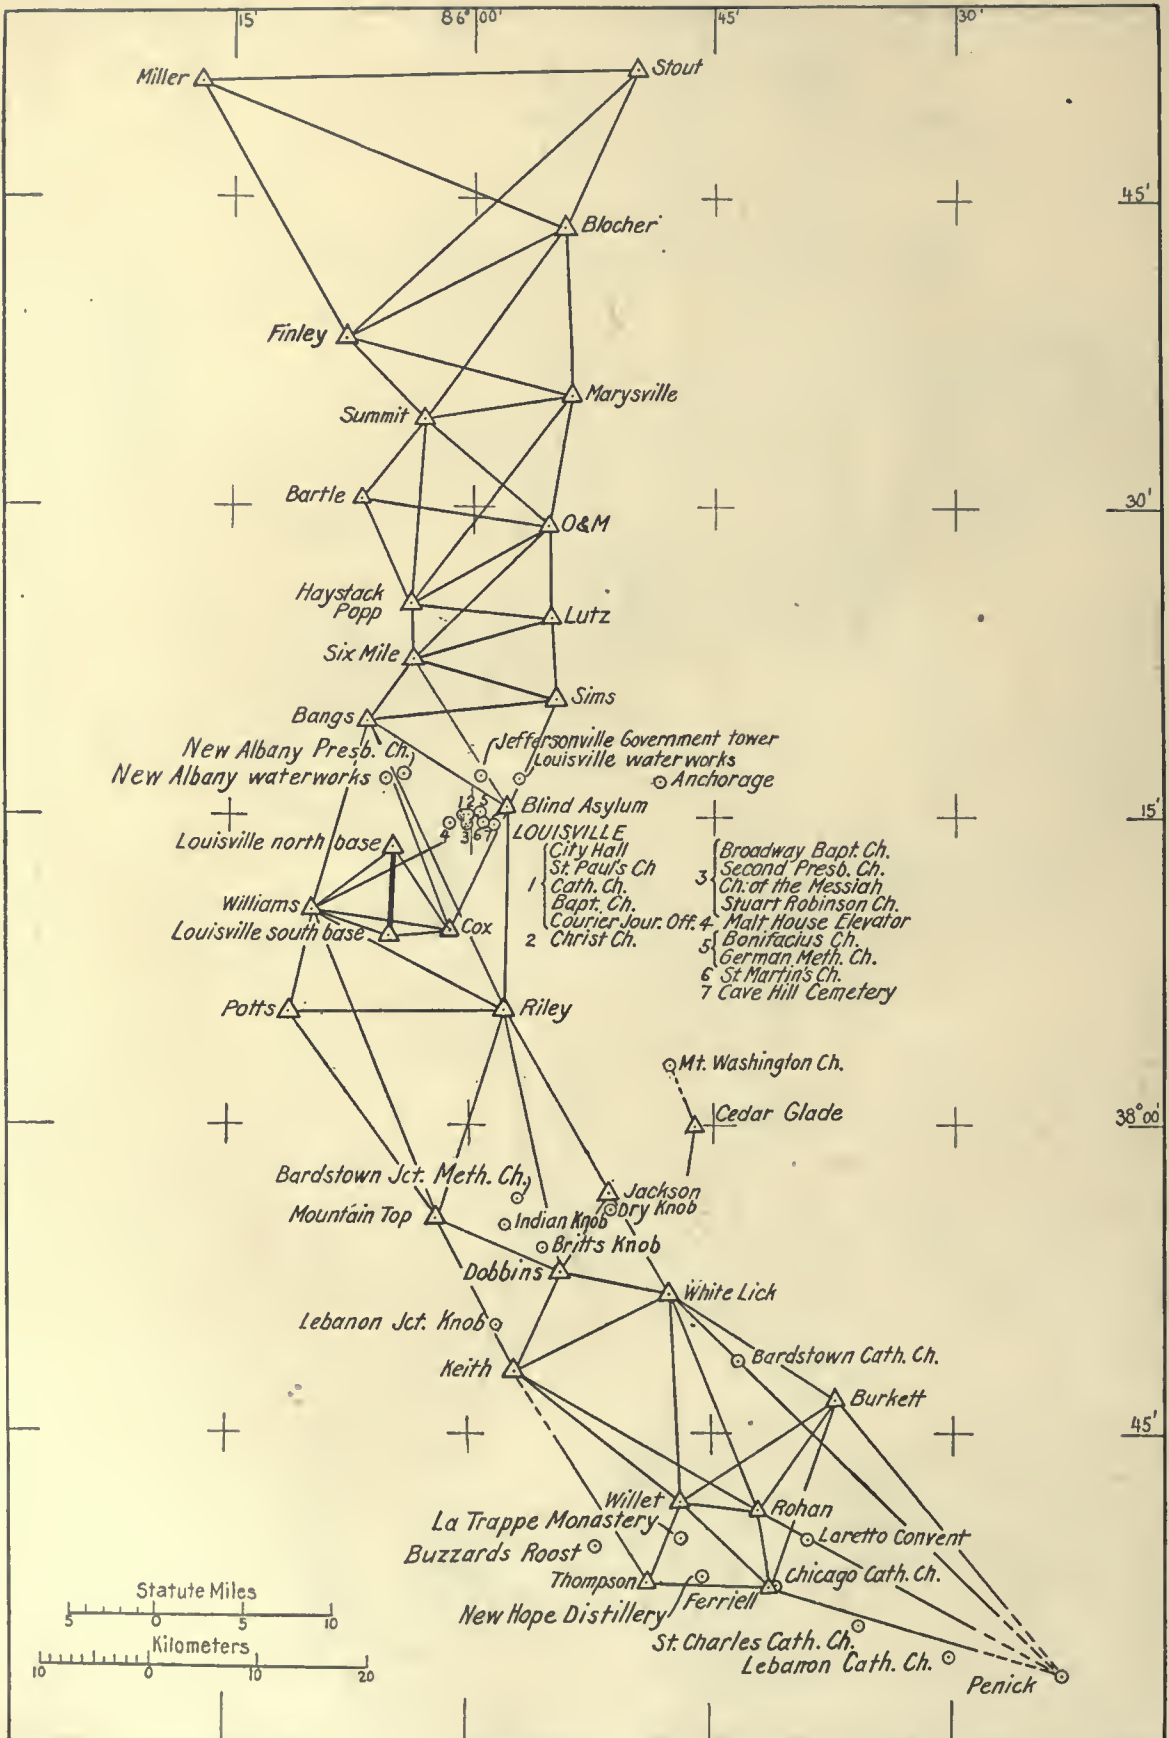 15' 86°00' 45' 30'
Miller Stout
45'
Blocher
Finley
Marysville
Summit
Bartle
30'
O&M
Haystack
Popp
Lutz
Six Mile
Sims
Bangs
Jeffersonville Government tower
New Albany Presb. Ch.
Louisville waterworks
New Albany waterworks
Anchorage
1 2 5
Blind Asylum
15'
4 3 6 7
LOUISVILLE
Louisville north base
1 City Hall
St. Paul's Ch
Cath. Ch.
Bapt. Ch.
Courier Jour. Off.
2 Christ Ch.
3 Broadway Bapt. Ch.
Second Presb. Ch.
Ch. of the Messiah
Stuart Robinson Ch.
4 Malt House Elevator
5 Bonifacius Ch.
German Meth. Ch.
6 St Martin's Ch.
7 Cave Hill Cemetery
Williams
Cox
Louisville south base
Potts Riley
Mt. Washington Ch.
Cedar Glade
38°00'
Bardstown Jct. Meth. Ch.
Jackson
Dry Knob
Mountain Top
Indian Knob
Britts Knob
Dobbins
White Lick
Lebanon Jct. Knob
Bardstown Cath. Ch.
Keith
Burkett
45'
Willet
Rohan
La Trappe Monastery
Laretto Convent
Buzzards Roost
Chicago Cath. Ch.
Thompson
Ferriell
New Hope Distillery
St. Charles Cath. Ch.
Lebanon Cath. Ch.
Penick
Statute Miles
5 0 5 10
Kilometers
10 0 10 20